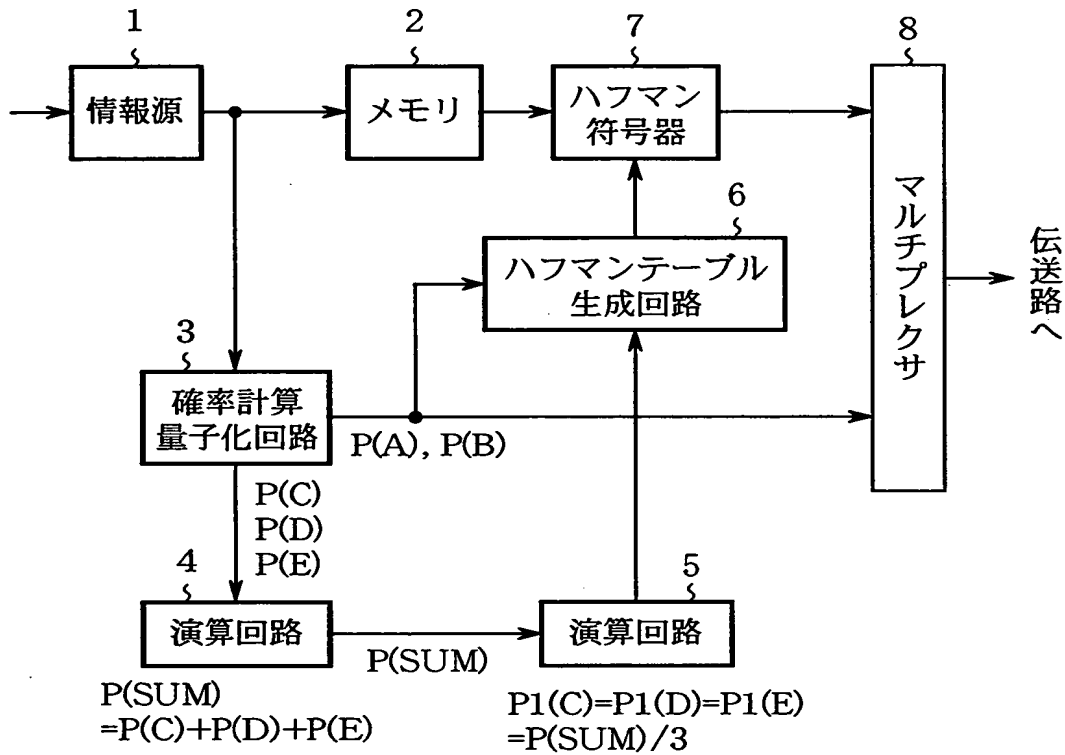 1
2
7
8
情報源
メモリ
ハフマン
符号器
マルチプレクサ
伝送路へ
6
ハフマンテーブル
生成回路
3
確率計算
量子化回路
P(A), P(B)
P(C)
P(D)
P(E)
4
演算回路
P(SUM)
5
演算回路
P(SUM)
=P(C)+P(D)+P(E)
P1(C)=P1(D)=P1(E)
=P(SUM)/3